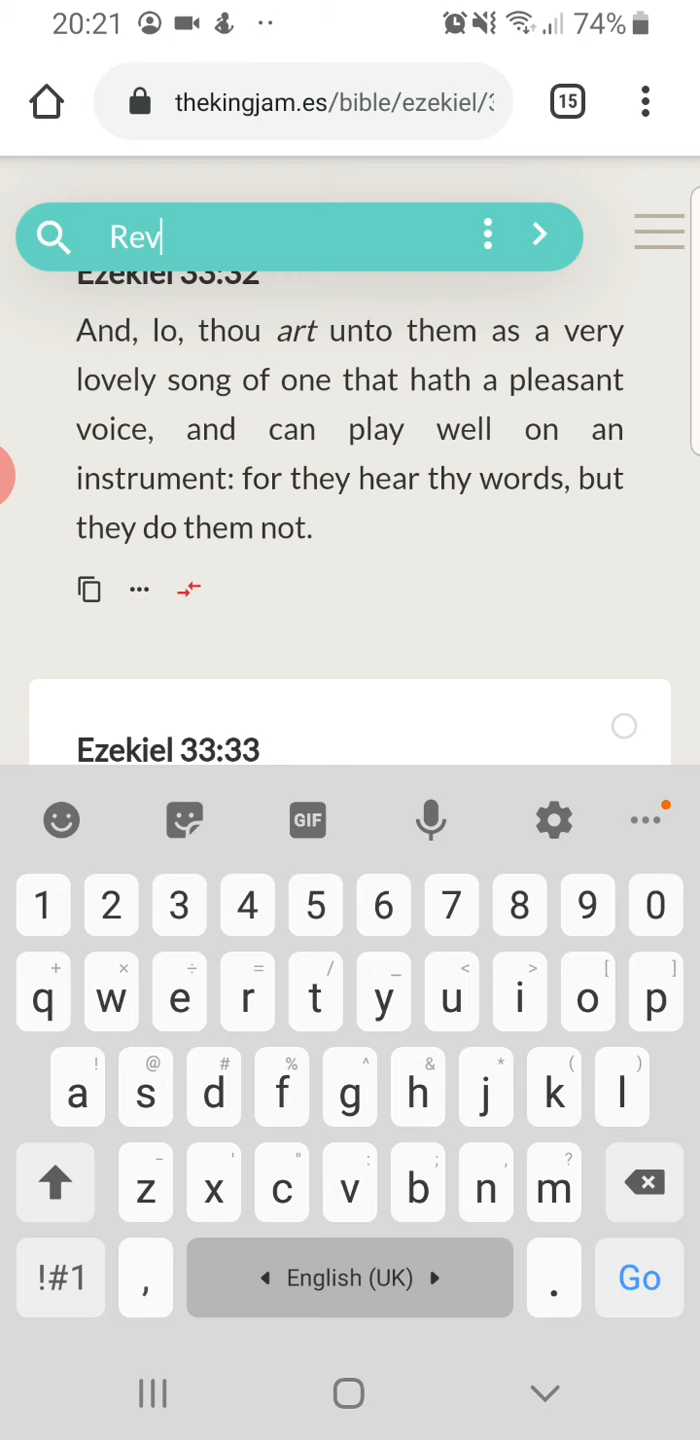 20:21 74%
thekingjam.es/bible/ezekiel/3
15
Rev
Ezekiel 33:32
And, lo, thou art unto them as a very
lovely song of one that hath a pleasant
voice, and can play well on an
instrument: for they hear thy words, but
they do them not.
Ezekiel 33:33
GIF
1 2 3 4 5 6 7 8 9 0
+ × ÷ = / _ < > [ ]
q w e r t y u i o p
! @ # % ^ & * ( )
a s d f g h j k l
- ' " : ; , ?
z x c v b n m
!#1 , English (UK) . Go